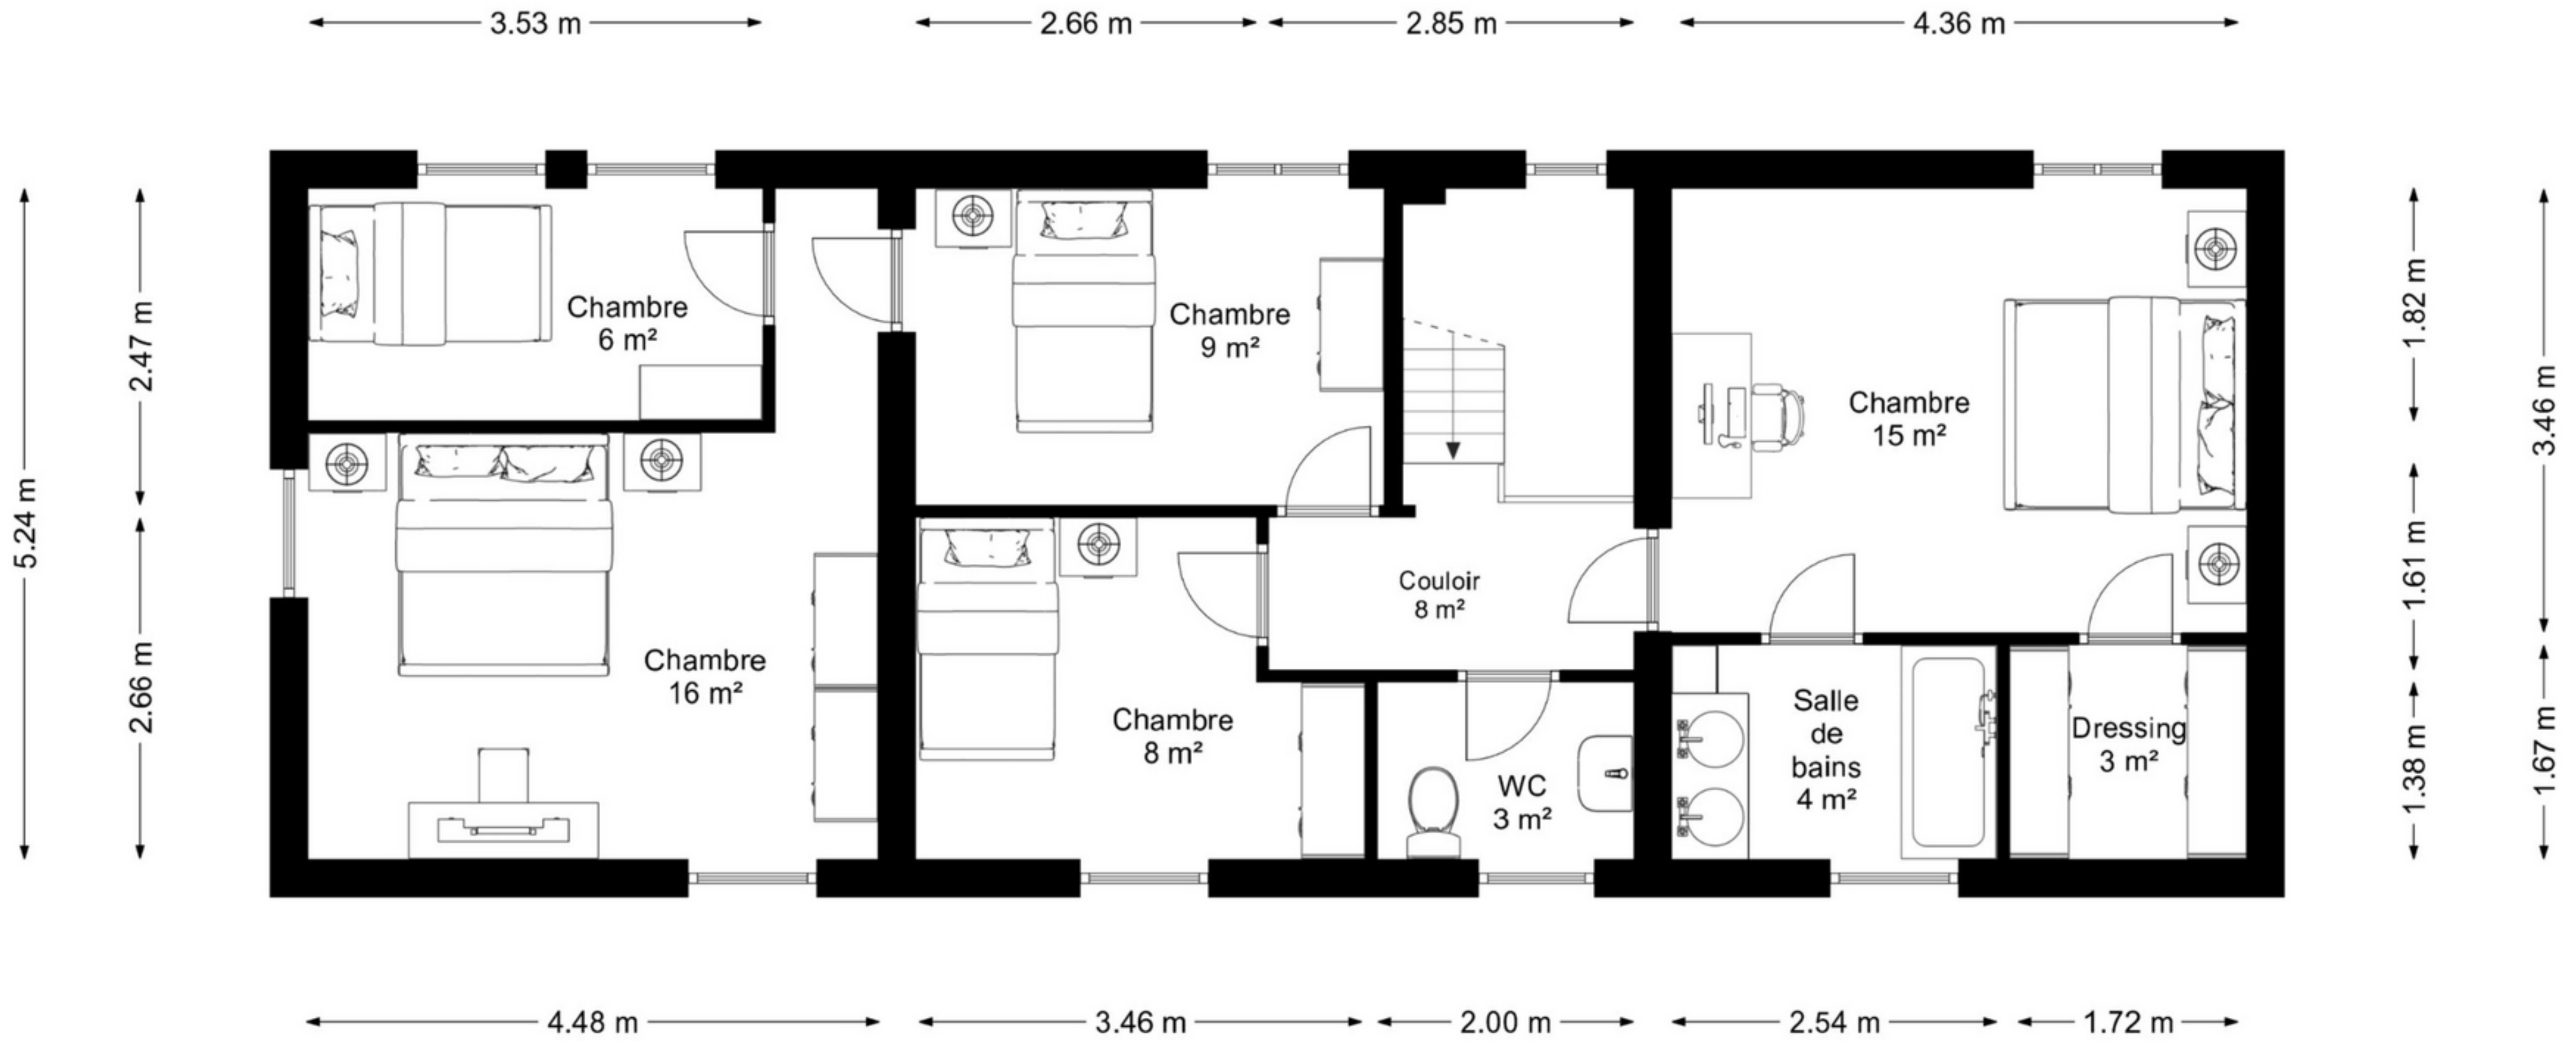 3.53 m
2.66 m
2.85 m
4.36 m
5.24 m
2.47 m
2.66 m
Chambre
6 m²
Chambre
9 m²
Chambre
15 m²
Couloir
8 m²
Chambre
16 m²
Chambre
8 m²
WC
3 m²
Salle
de
bains
4 m²
Dressing
3 m²
1.82 m
1.61 m
1.38 m
3.46 m
1.67 m
4.48 m
3.46 m
2.00 m
2.54 m
1.72 m